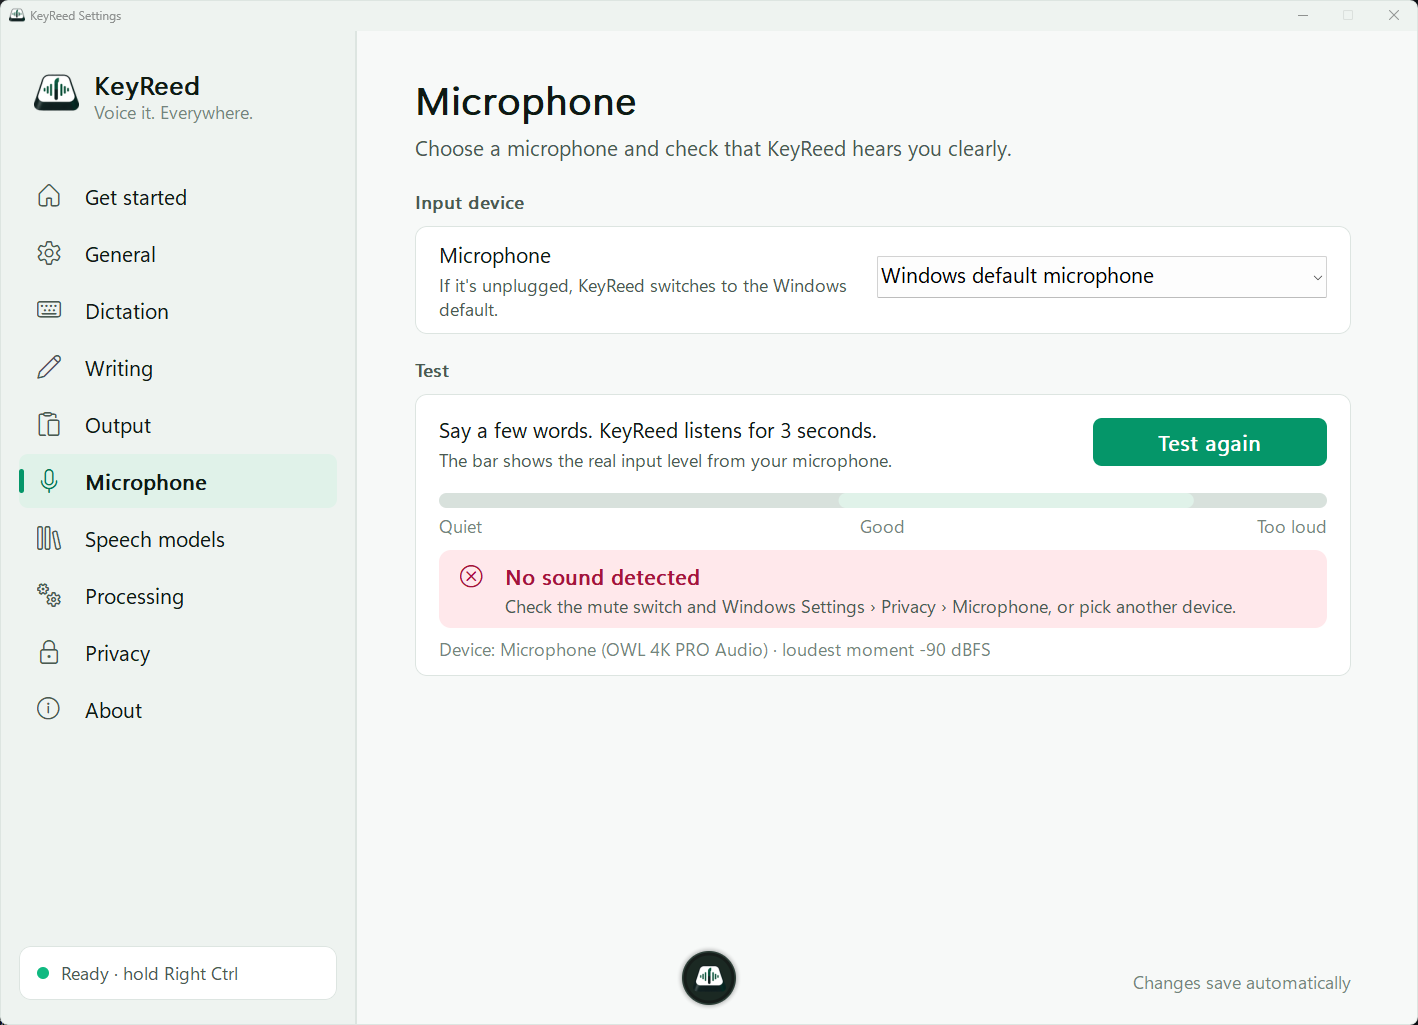 KeyReed Settings
KeyReed
Voice it. Everywhere.
Get started
General
Dictation
Writing
Output
Microphone
Speech models
Processing
Privacy
About
Ready · hold Right Ctrl
Microphone
Choose a microphone and check that KeyReed hears you clearly.
Input device
Microphone
If it's unplugged, KeyReed switches to the Windows
default.
Windows default microphone
Test
Say a few words. KeyReed listens for 3 seconds.
The bar shows the real input level from your microphone.
Test again
Quiet
Good
Too loud
No sound detected
Check the mute switch and Windows Settings › Privacy › Microphone, or pick another device.
Device: Microphone (OWL 4K PRO Audio) · loudest moment -90 dBFS
Changes save automatically